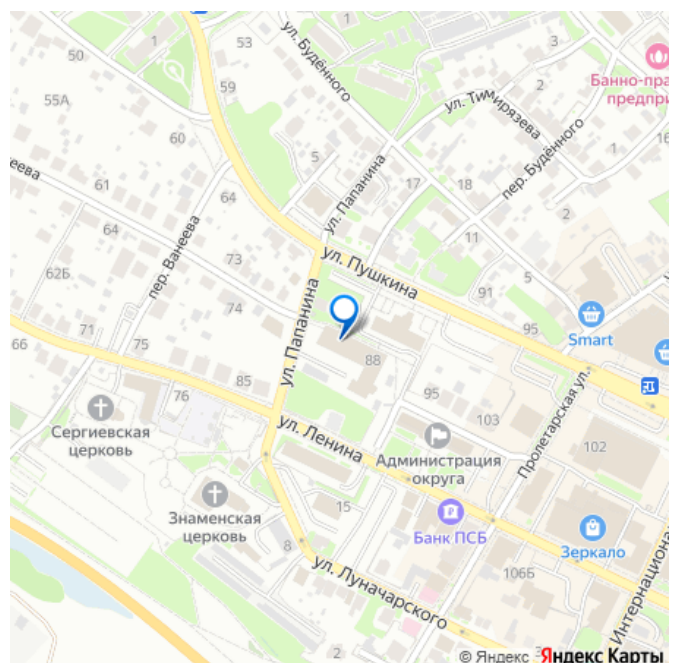 53
1
ул. Будённого
1
50
3
Банно-пра
предпри
59
2
55А
ул. Тимирязева
60
5
пер. Будённого
1
16
еева
61
64
ул. Папанина
17
18
2
пер. Ванеева
64
11
73
ул. Пушкина
62Б
91
5
74
ул. Папанина
Smart
95
66
71
75
88
85
76
95
103
Пролетарская ул.
Сергиевская
церковь
ул. Ленина
Администрация
округа
102
Знаменская
церковь
15
Банк ПСБ
Зеркало
8
ул. Луначарского
106Б
Интернациона
2
3
© Яндекс Яндекс Карты